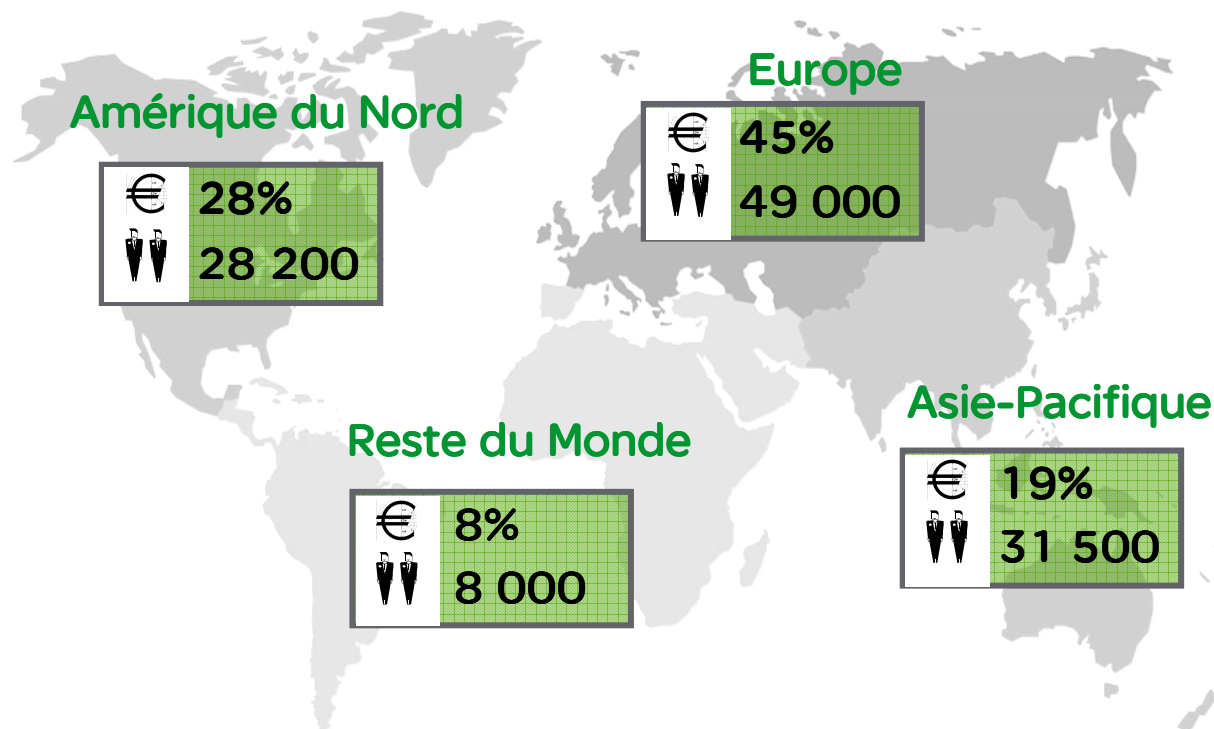 Amérique du Nord
€ 28%
28 200
Europe
€ 45%
49 000
Reste du Monde
€ 8%
8 000
Asie-Pacifique
€ 19%
31 500